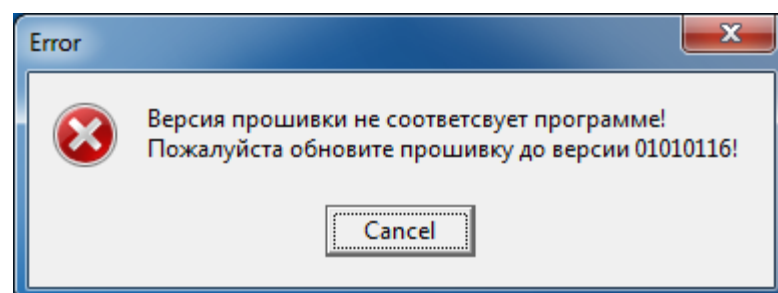 Error
Версия прошивки не соответсвует программе!
Пожалуйста обновите прошивку до версии 01010116!
Cancel